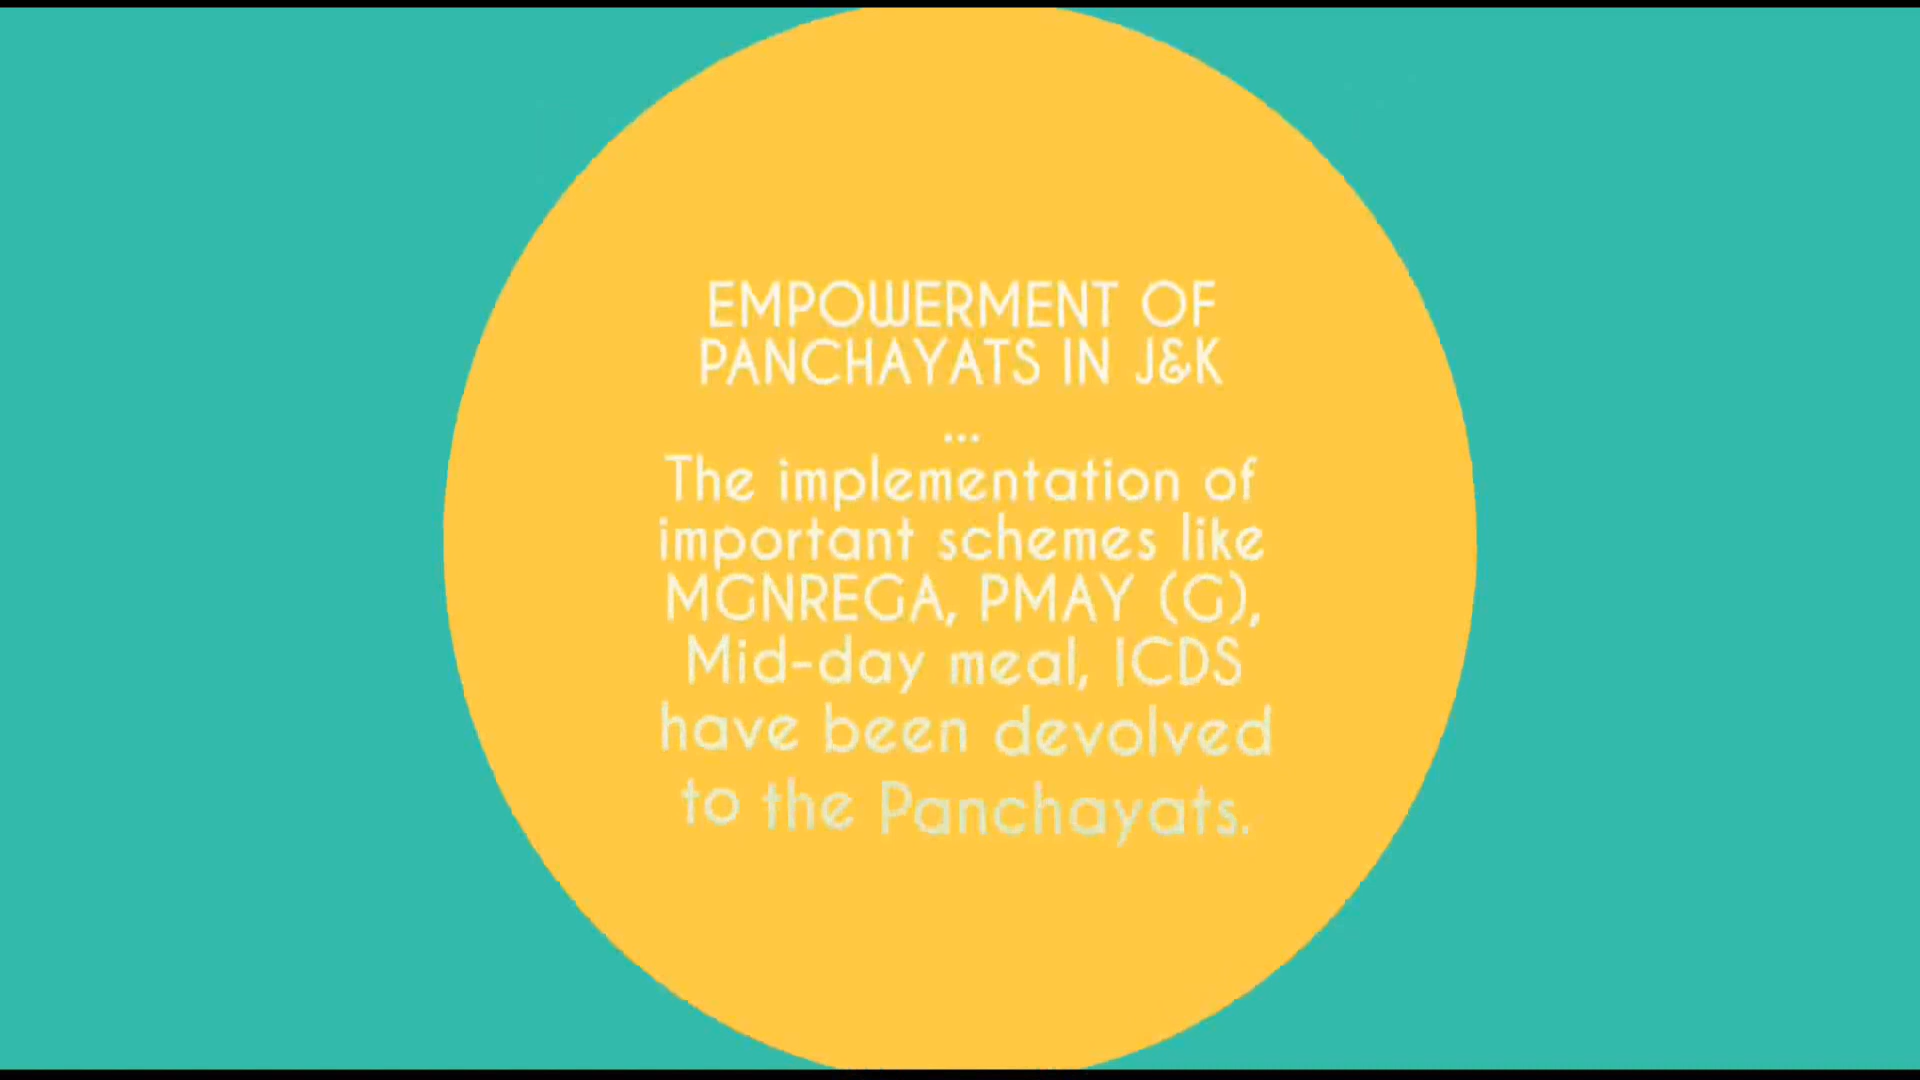 EMPOWERMENT OF
PANCHAYATS IN J&K
...
The implementation of
important schemes like
MGNREGA, PMAY (G),
Mid-day meal, ICDS
have been devolved
to the Panchayats.